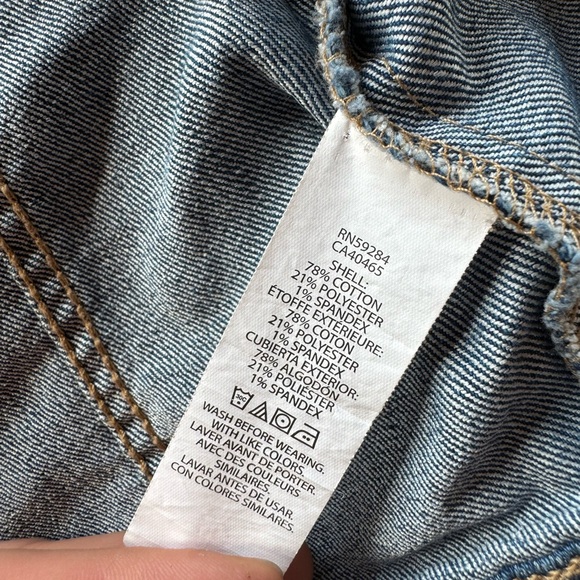 RN59284
CA40465
SHELL:
78% COTTON
21% POLYESTER
1% SPANDEX
ÉTOFFE EXTÉRIEURE:
78% COTON
21% POLYESTER
1% SPANDEX
CUBIERTA EXTERIOR:
78% ALGODON
21% POLIESTER
1% SPANDEX
WASH BEFORE WEARING.
WITH LIKE COLORS.
LAVER AVANT DE PORTER
AVEC DES COULEURS
SIMILAIRES.
LAVAR ANTES DE USAR
CON COLORES SIMILARES.